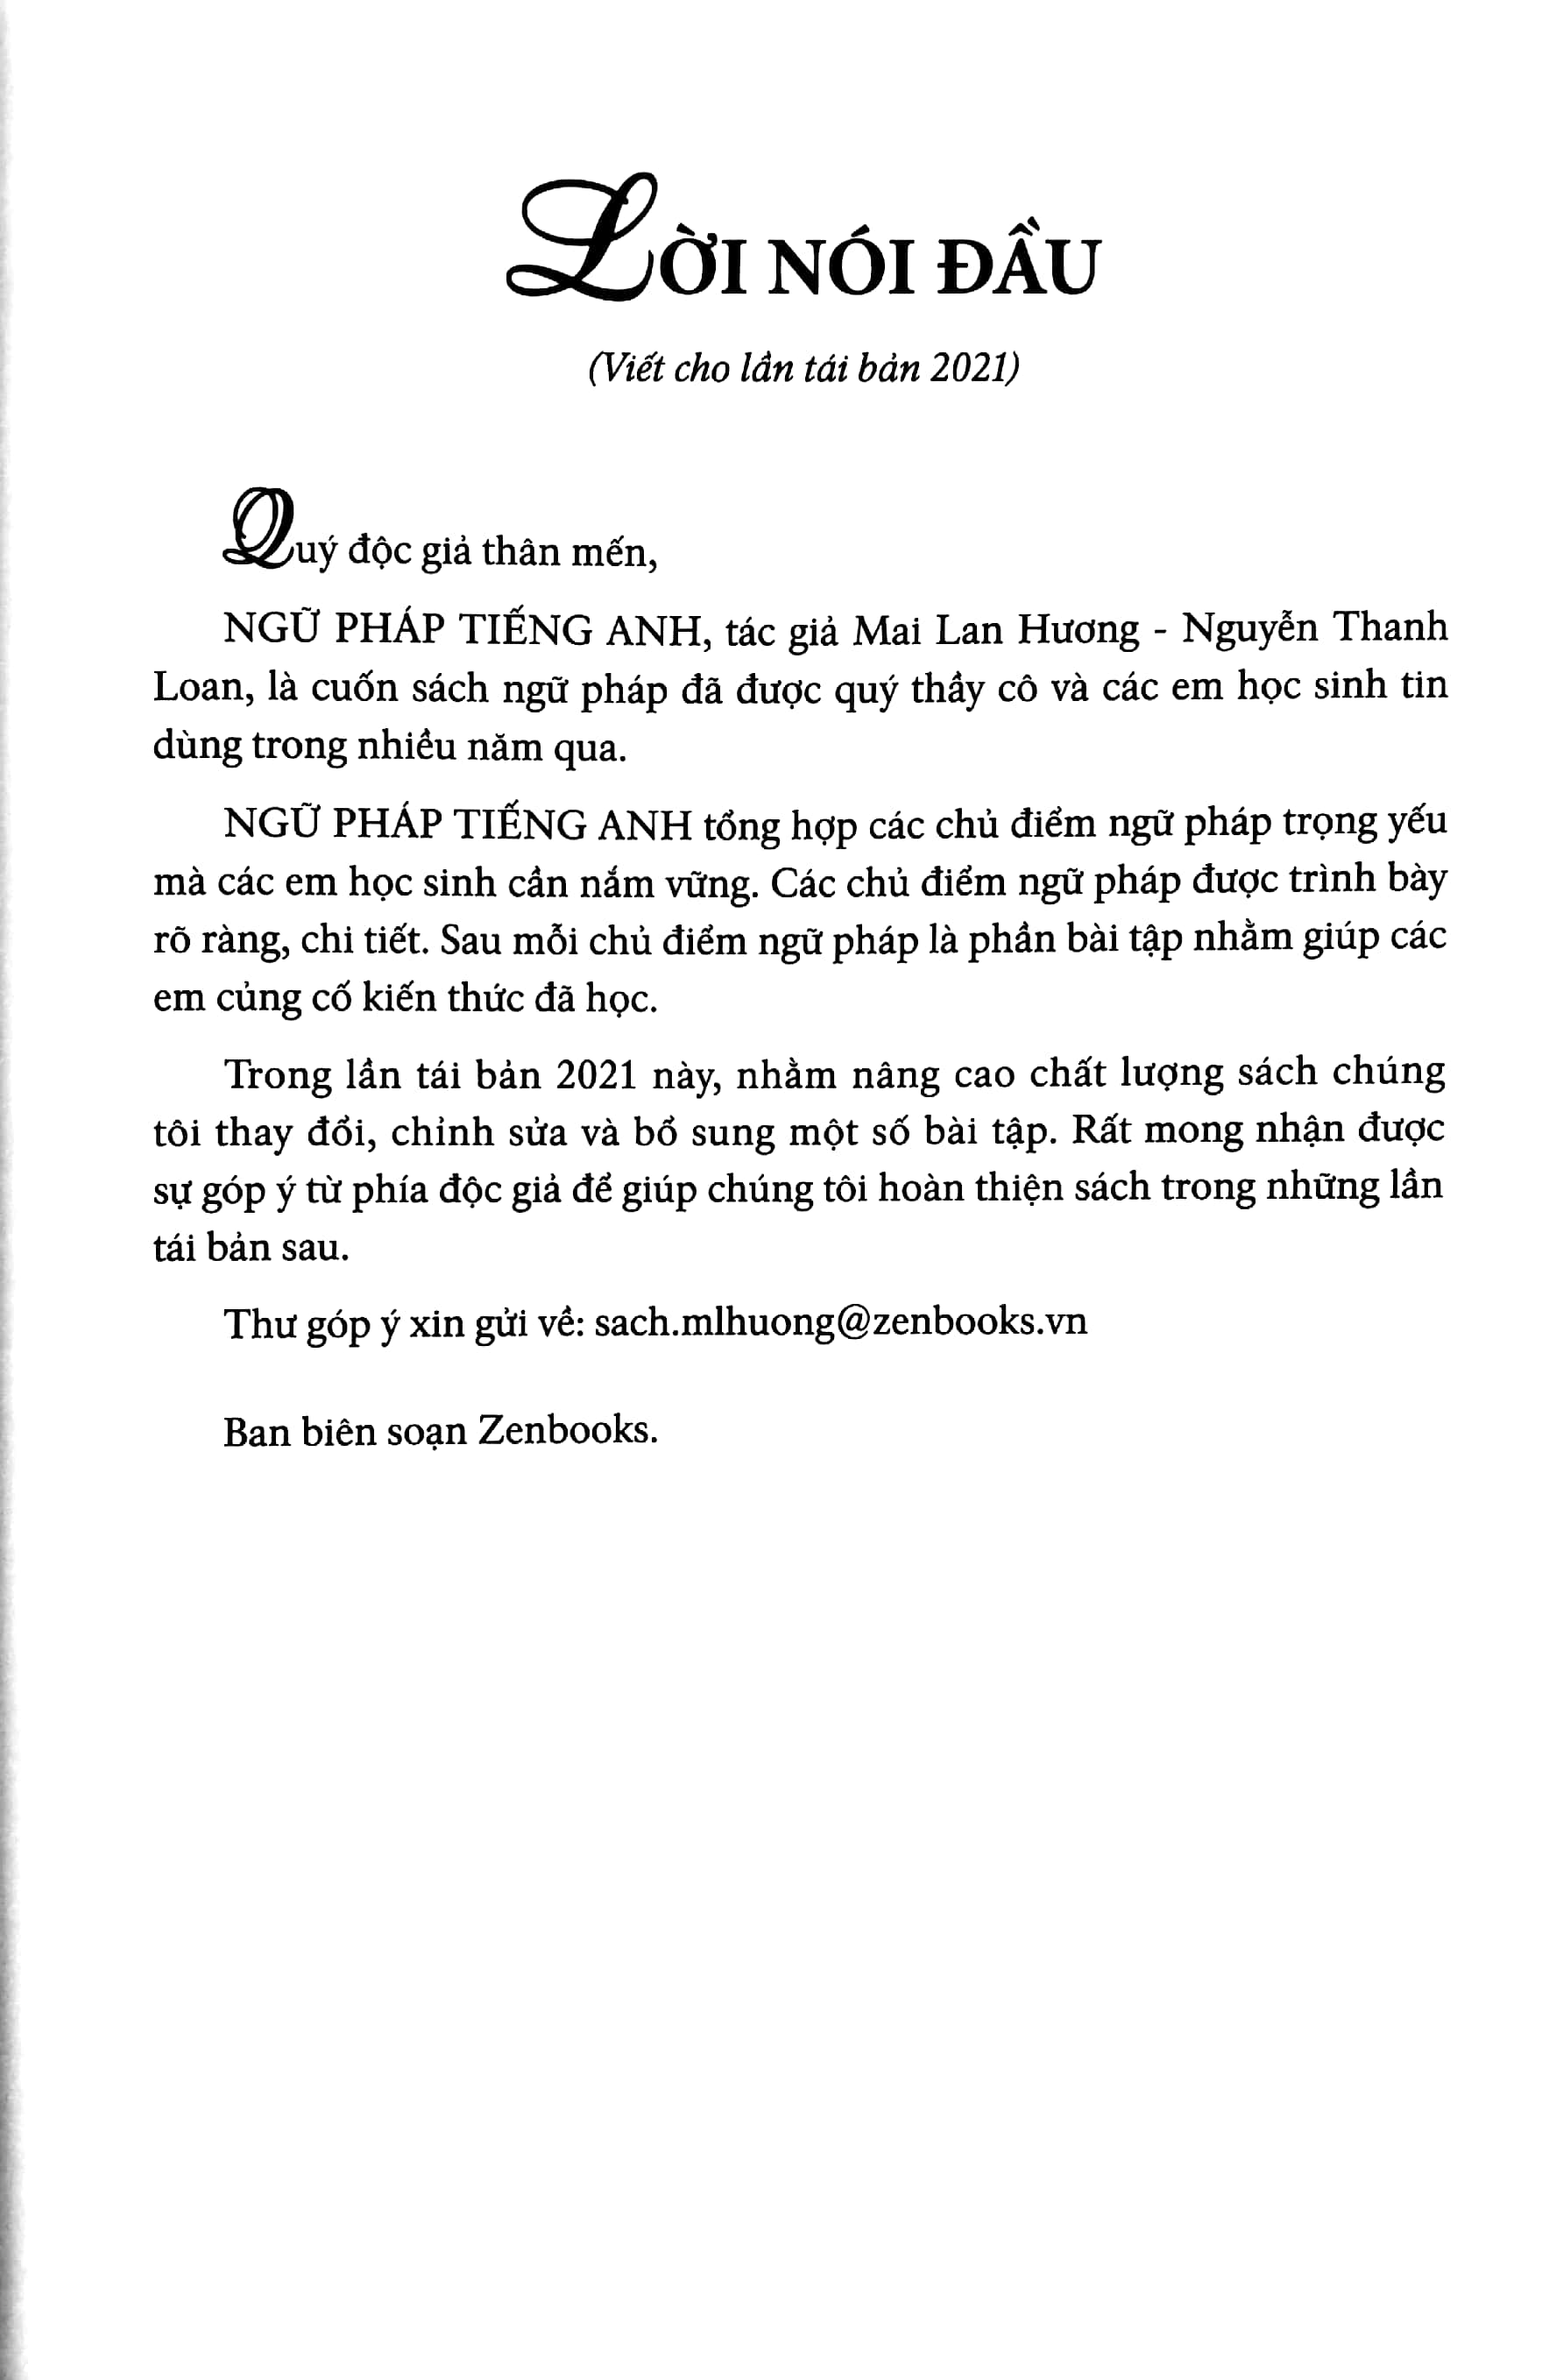 LỜI NÓI ĐẦU
(Viết cho lần tái bản 2021)
Quý độc giả thân mến,
NGỮ PHÁP TIẾNG ANH, tác giả Mai Lan Hương - Nguyễn Thanh
Loan, là cuốn sách ngữ pháp đã được quý thầy cô và các em học sinh tin
dùng trong nhiều năm qua.
NGỮ PHÁP TIẾNG ANH tổng hợp các chủ điểm ngữ pháp trọng yếu
mà các em học sinh cần nắm vững. Các chủ điểm ngữ pháp được trình bày
rõ ràng, chi tiết. Sau mỗi chủ điểm ngữ pháp là phần bài tập nhằm giúp các
em củng cố kiến thức đã học.
Trong lần tái bản 2021 này, nhằm nâng cao chất lượng sách chúng
tôi thay đổi, chỉnh sửa và bổ sung một số bài tập. Rất mong nhận được
sự góp ý từ phía độc giả để giúp chúng tôi hoàn thiện sách trong những lần
tái bản sau.
Thư góp ý xin gửi về: sach.mlhuong@zenbooks.vn
Ban biên soạn Zenbooks.